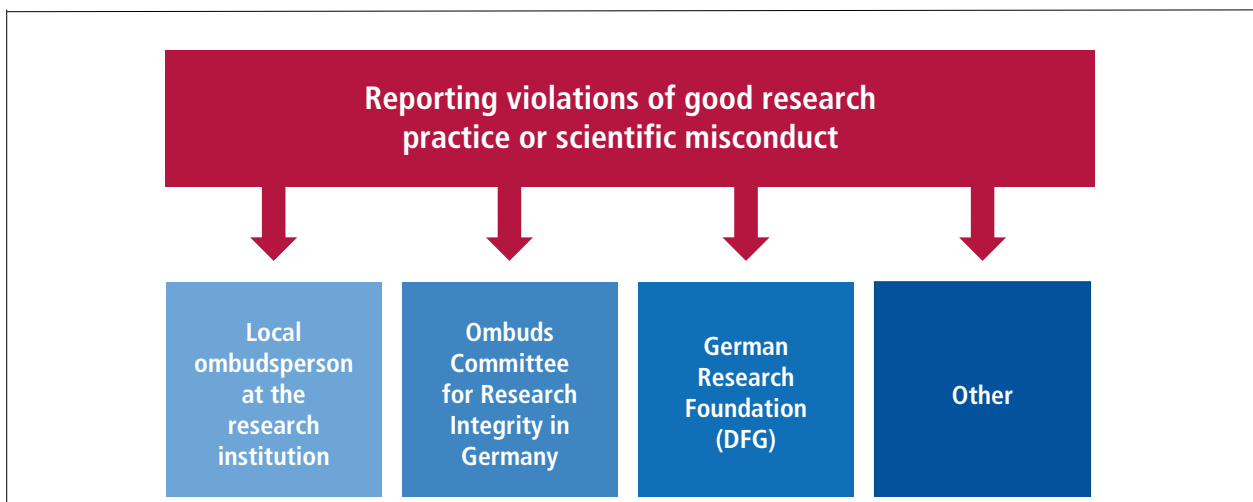 Reporting violations of good research
practice or scientific misconduct
Local
ombudsperson
at the
research
institution
Ombuds
Committee
for Research
Integrity in
Germany
German
Research
Foundation
(DFG)
Other